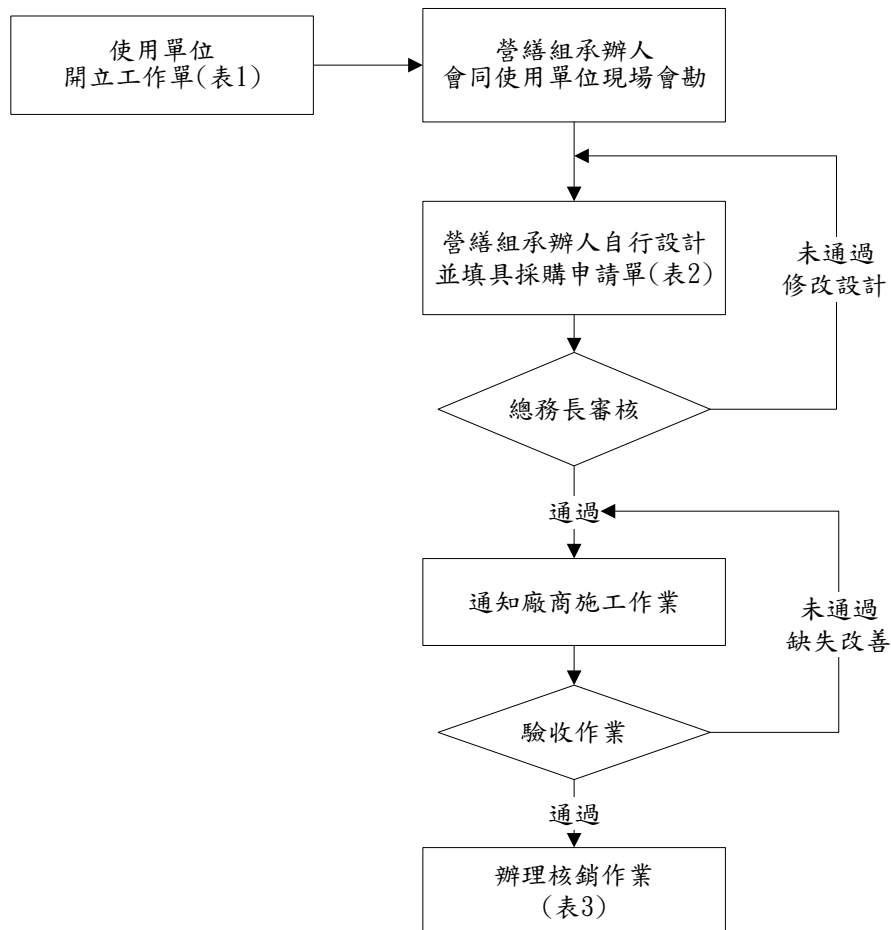 使用單位
開立工作單(表1)
營繕組承辦人
會同使用單位現場會勘
營繕組承辦人自行設計
並填具採購申請單(表2)
未通過
修改設計
總務長審核
通過
通知廠商施工作業
未通過
缺失改善
驗收作業
通過
辦理核銷作業
(表3)